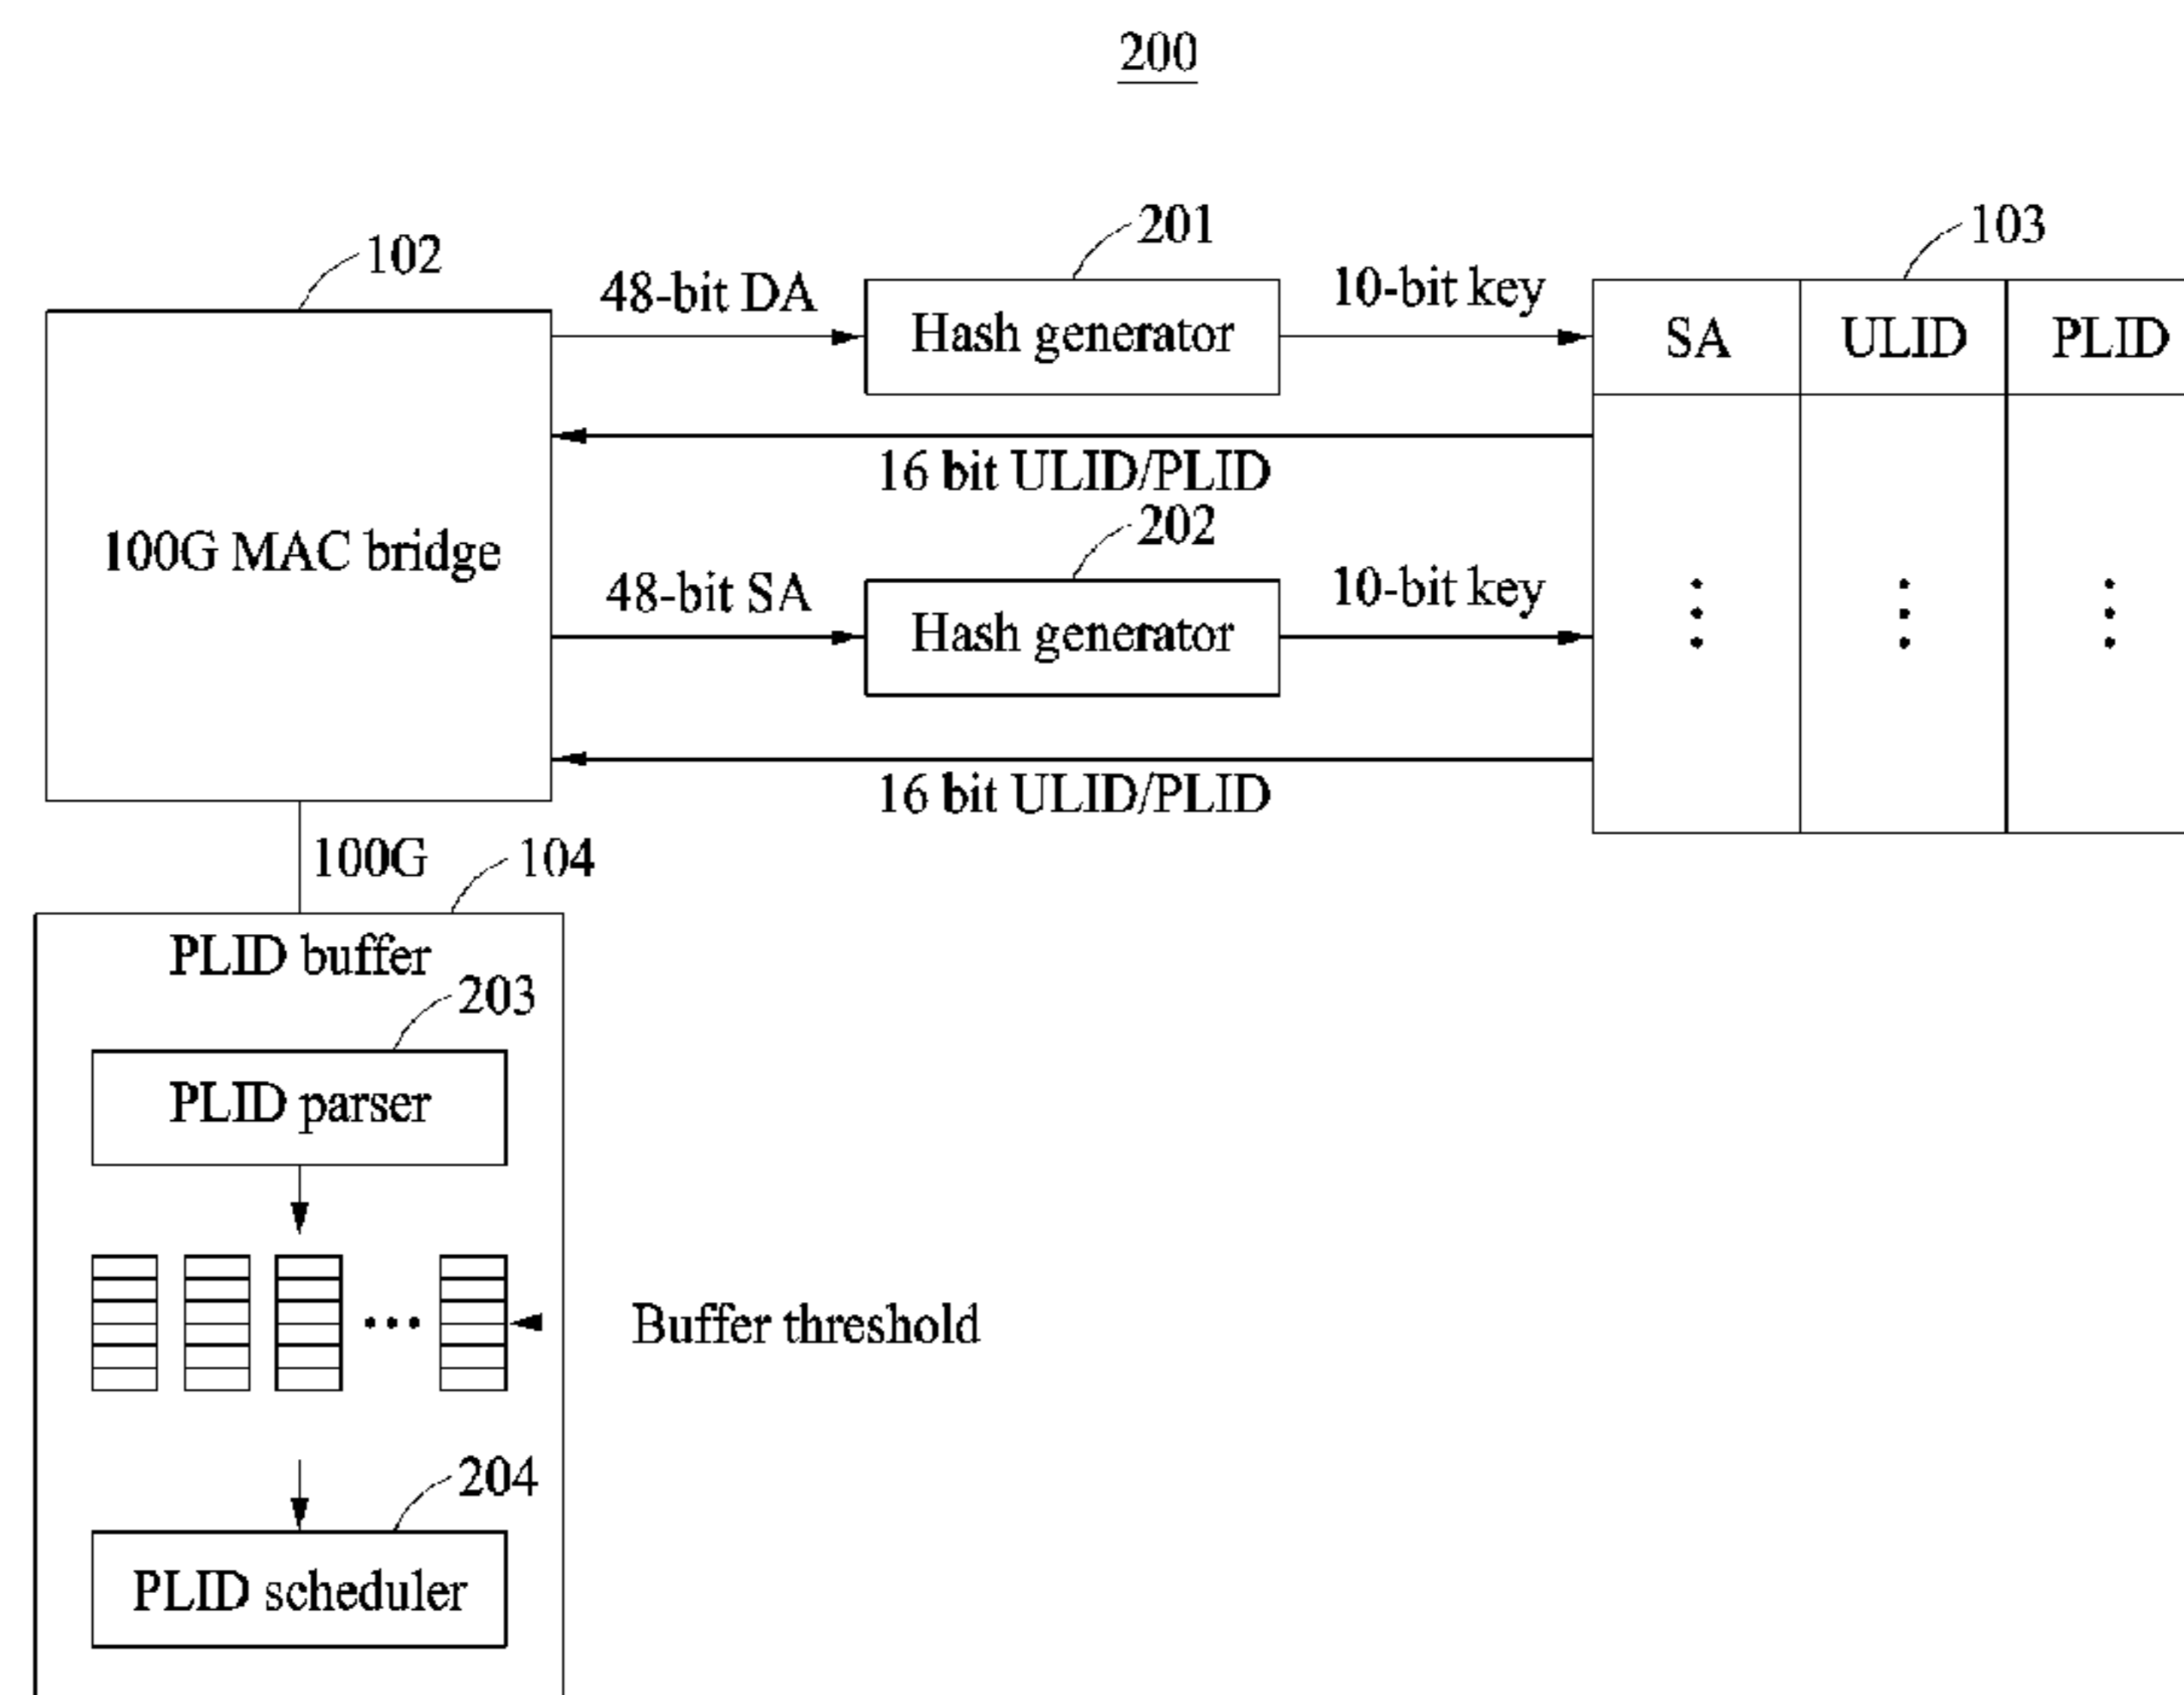 200
102
201
103
48-bit DA
Hash generator
10-bit key
SA
ULID
PLID
16 bit ULID/PLID
202
100G MAC bridge
48-bit SA
Hash generator
10-bit key
16 bit ULID/PLID
100G
104
PLID buffer
203
PLID parser
Buffer threshold
204
PLID scheduler